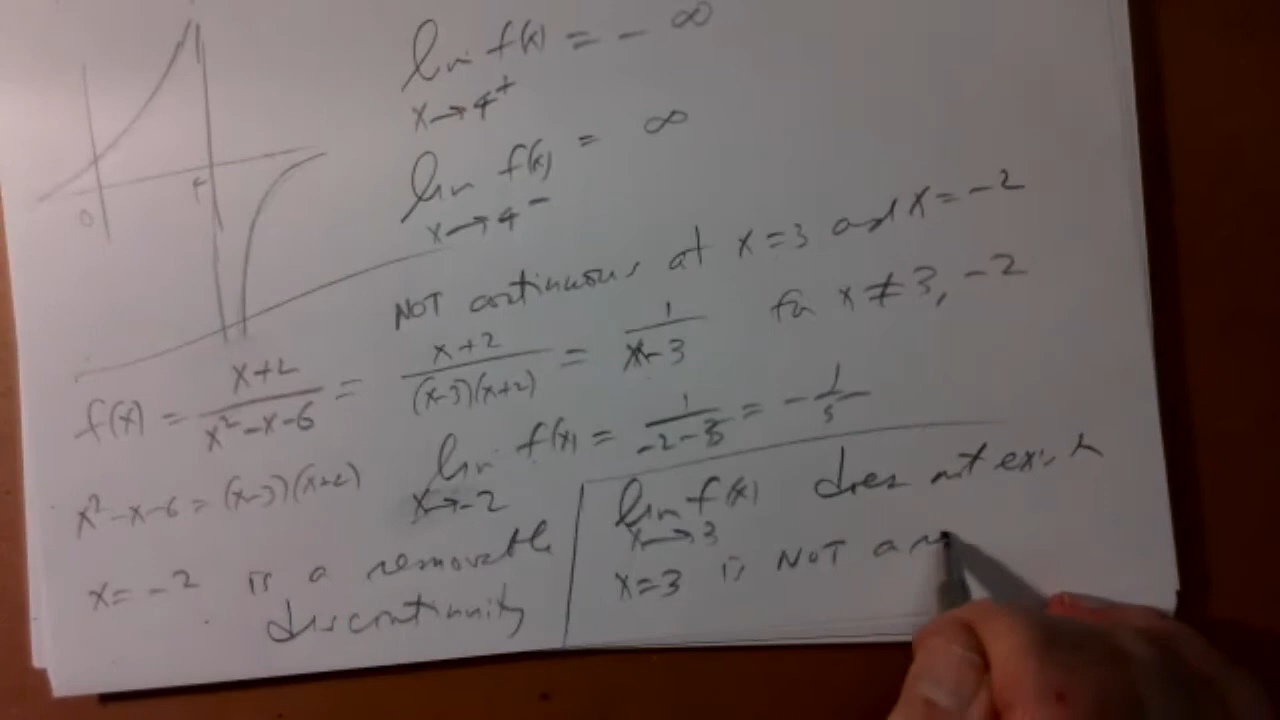 lim f(x) = - ∞
x→4⁺
lim f(x) = ∞
x→4⁻
0 4
NOT continuous at x=3 and x=-2
f(x) = x+2 / x²-x-6 = x+2 / (x-3)(x+2) = 1 / x-3 for x≠3, -2
x²-x-6 = (x-3)(x+2)
lim f(x) = 1 / -2-3 = -1/5
x→-2
x=-2 is a removable
discontinuity
lim f(x) does not exist
x→3
x=3 is NOT a